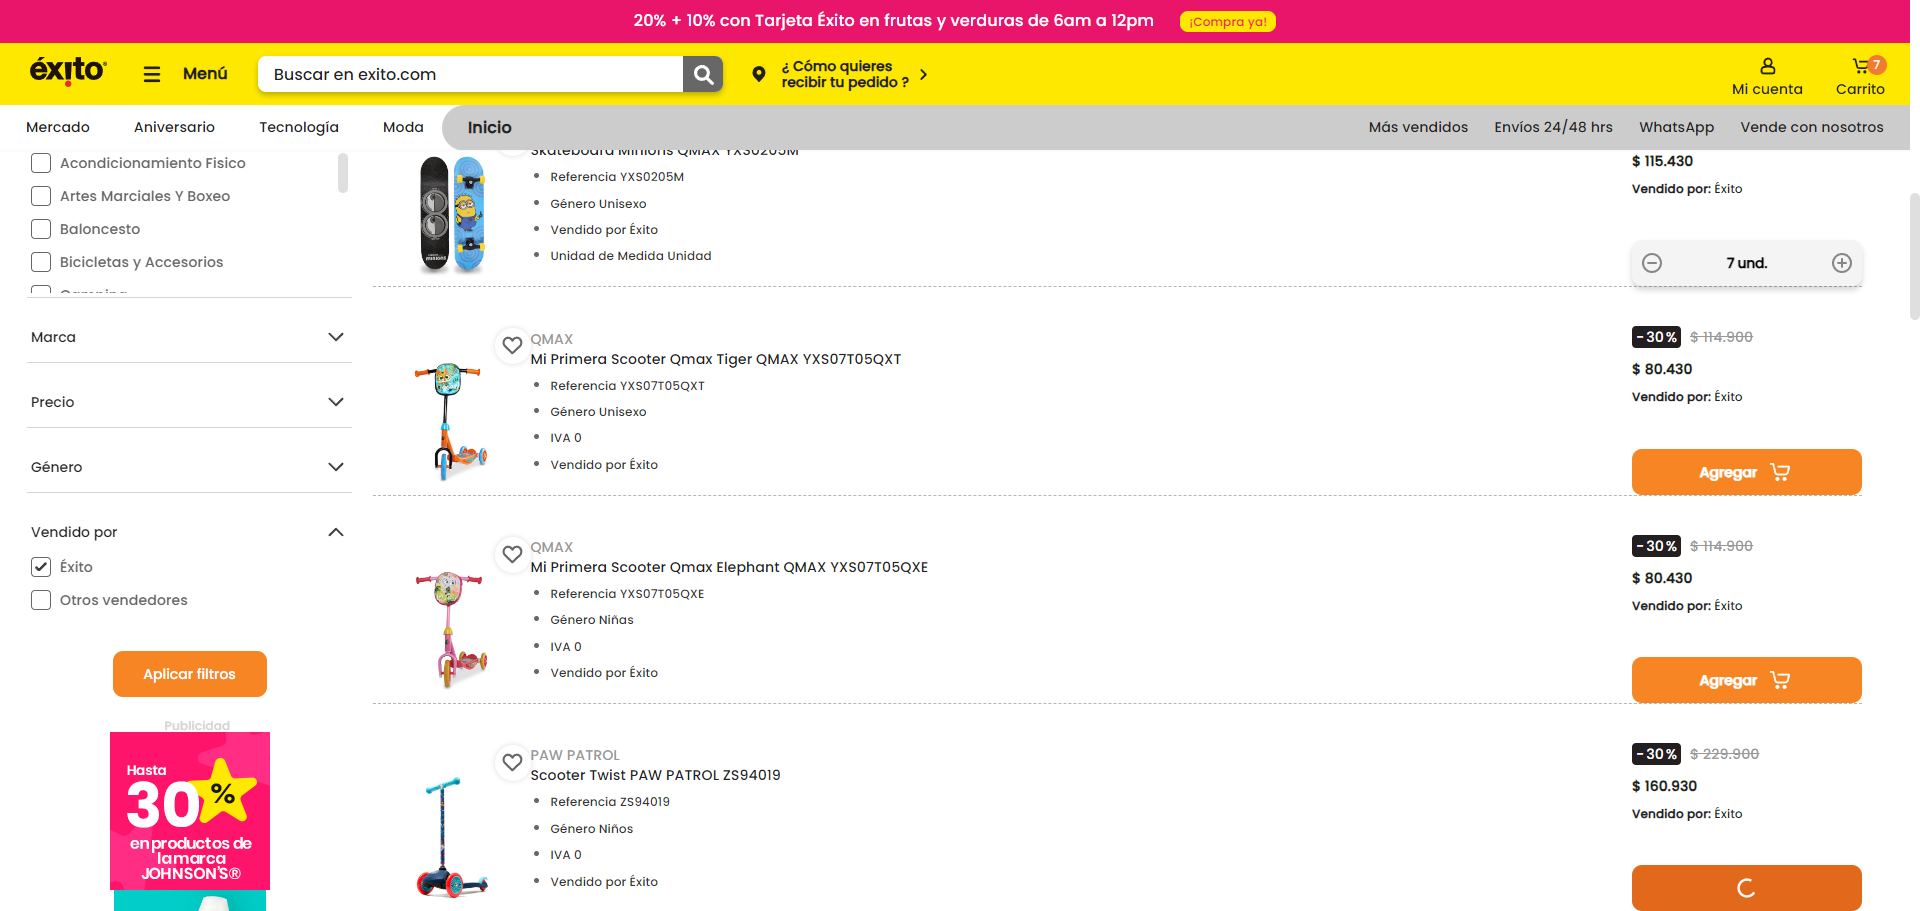 20% + 10% con Tarjeta Éxito en frutas y verduras de 6am a 12pm
¡Compra ya!
éxito
Menú
Buscar en exito.com
¿ Cómo quieres
recibir tu pedido ?
Mi cuenta
7
Carrito
Mercado
Aniversario
Tecnología
Moda
Inicio
Más vendidos
Envíos 24/48 hrs
WhatsApp
Vende con nosotros
Acondicionamiento Fisico
Artes Marciales Y Boxeo
Baloncesto
Bicicletas y Accesorios
Camping
Marca
Precio
Género
Vendido por
Éxito
Otros vendedores
Aplicar filtros
Publicidad
Hasta
30%
en productos de
la marca
JOHNSON'S®
Skateboard Minions QMAX YXS0205M
Referencia YXS0205M
Género Unisexo
Vendido por Éxito
Unidad de Medida Unidad
$ 115.430
Vendido por: Éxito
7 und.
QMAX
Mi Primera Scooter Qmax Tiger QMAX YXS07T05QXT
Referencia YXS07T05QXT
Género Unisexo
IVA 0
Vendido por Éxito
-30% $ 114.900
$ 80.430
Vendido por: Éxito
Agregar
QMAX
Mi Primera Scooter Qmax Elephant QMAX YXS07T05QXE
Referencia YXS07T05QXE
Género Niñas
IVA 0
Vendido por Éxito
-30% $ 114.900
$ 80.430
Vendido por: Éxito
Agregar
PAW PATROL
Scooter Twist PAW PATROL ZS94019
Referencia ZS94019
Género Niños
IVA 0
Vendido por Éxito
-30% $ 229.900
$ 160.930
Vendido por: Éxito